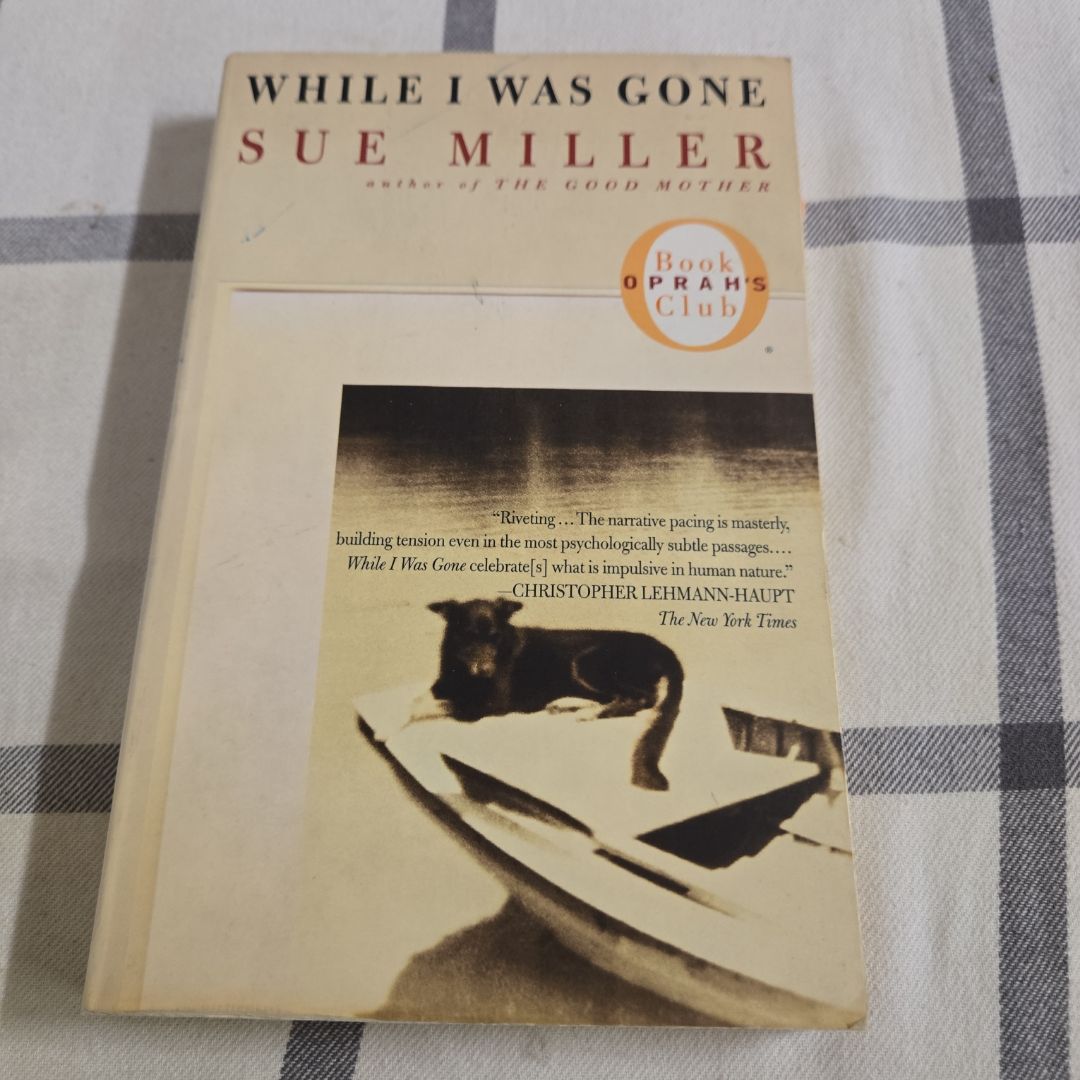 WHILE I WAS GONE
SUE MILLER
author of THE GOOD MOTHER
Book
OPRAH'S
Club
®
“Riveting ... The narrative pacing is masterly,
building tension even in the most psychologically subtle passages....
While I Was Gone celebrate[s] what is impulsive in human nature.”
—CHRISTOPHER LEHMANN-HAUPT
The New York Times